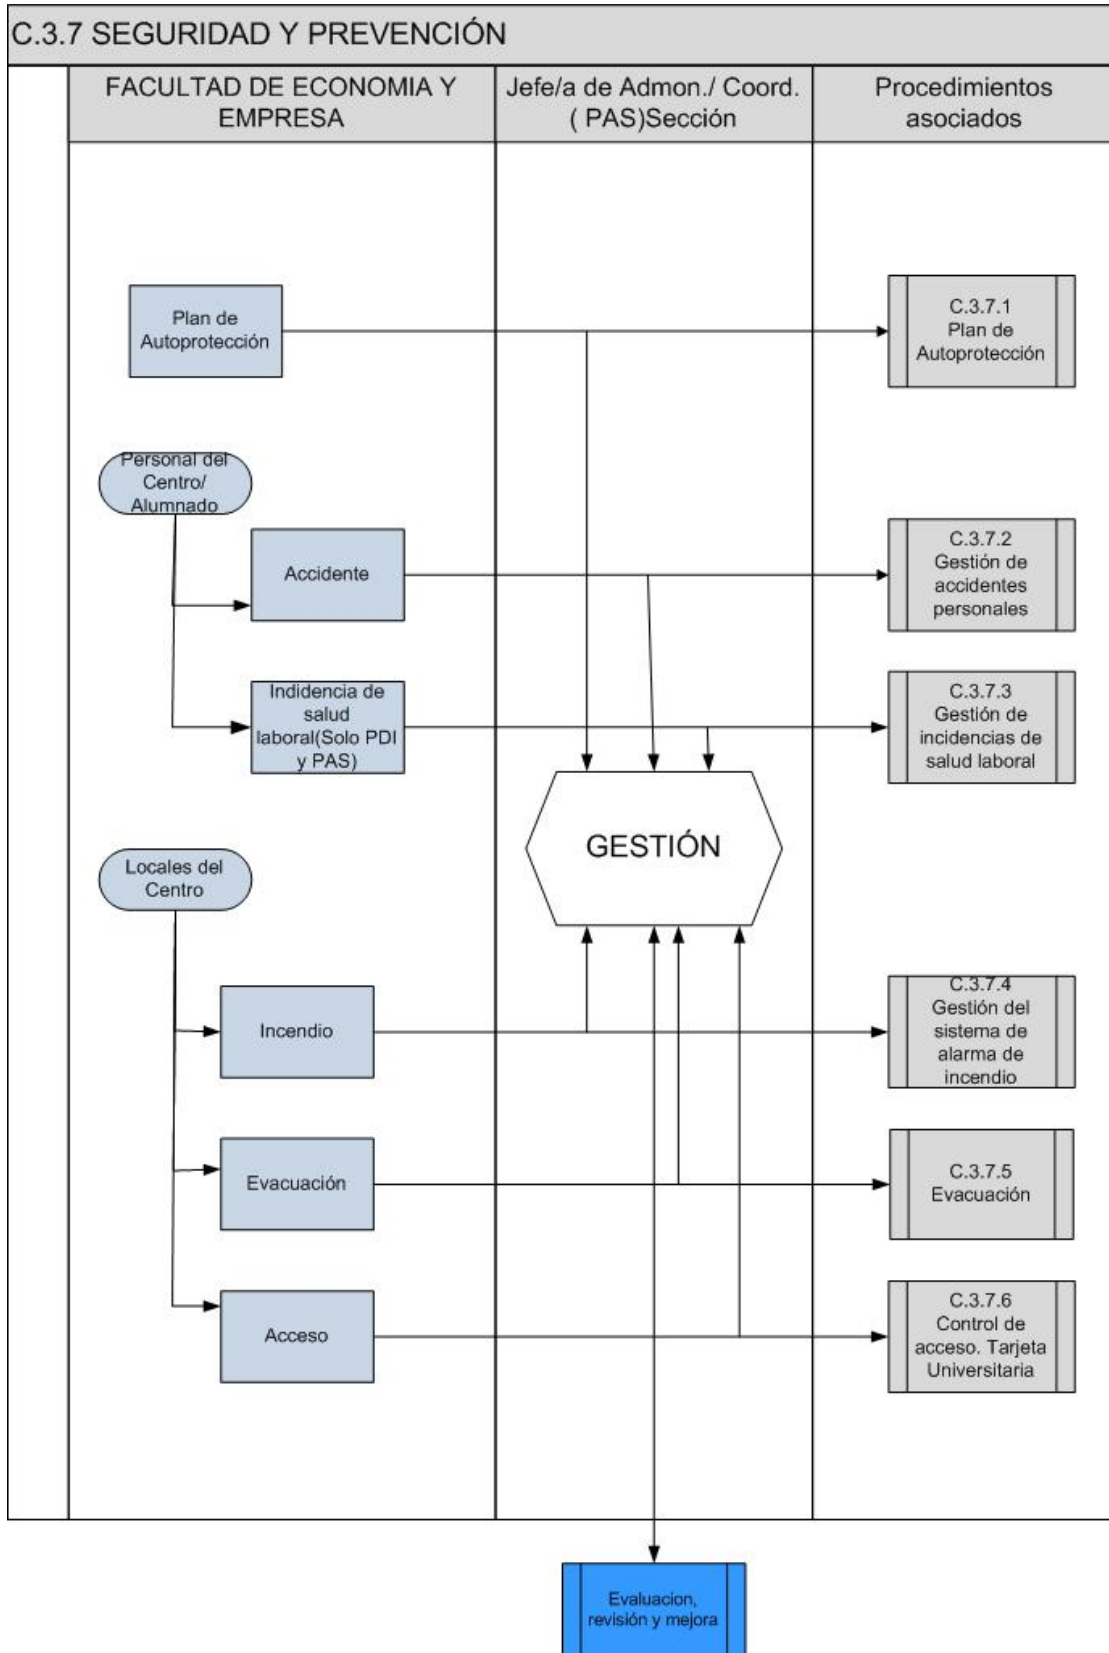 C.3.7 SEGURIDAD Y PREVENCIÓN
FACULTAD DE ECONOMIA Y
EMPRESA
Jefe/a de Admon./ Coord.
( PAS)Sección
Procedimientos
asociados
Plan de
Autoprotección
C.3.7.1
Plan de
Autoprotección
Personal del
Centro/
Alumnado
Accidente
C.3.7.2
Gestión de
accidentes
personales
Indidencia de
salud
laboral(Solo PDI
y PAS)
C.3.7.3
Gestión de
incidencias de
salud laboral
GESTIÓN
Locales del
Centro
Incendio
C.3.7.4
Gestión del
sistema de
alarma de
incendio
Evacuación
C.3.7.5
Evacuación
Acceso
C.3.7.6
Control de
acceso. Tarjeta
Universitaria
Evaluacion,
revisión y mejora